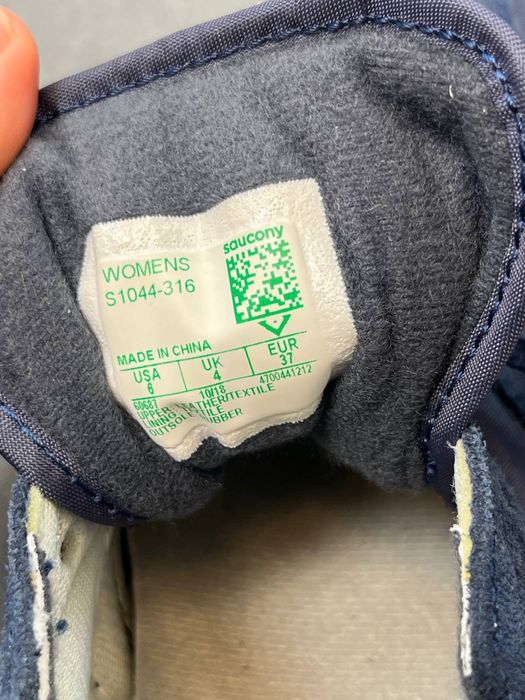 saucony
WOMENS
S1044-316
MADE IN CHINA
USA UK EUR
6 4 37
60687 10/18 4700441212
UPPER: LEATHER/TEXTILE
LINING: TEXTILE
OUTSOLE: RUBBER